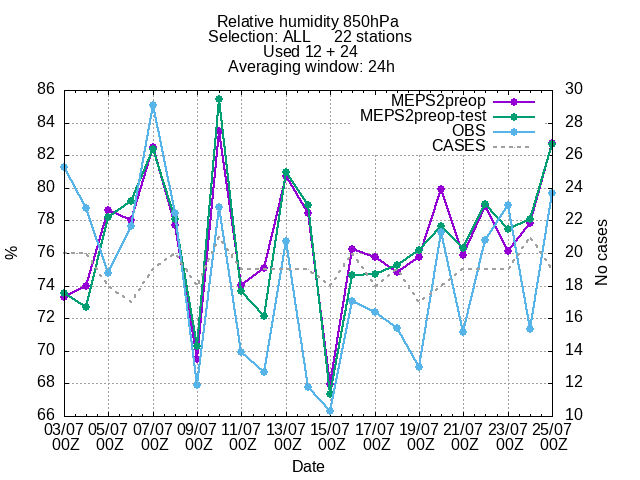 Relative humidity 850hPa
Selection: ALL 22 stations
Used 12 + 24
Averaging window: 24h
MEPS2preop
MEPS2preop-test
OBS
CASES
86
84
82
80
78
76
74
72
70
68
66
30
28
26
24
22
20
18
16
14
12
10
%
No cases
03/07 05/07 07/07 09/07 11/07 13/07 15/07 17/07 19/07 21/07 23/07 25/07
00Z 00Z 00Z 00Z 00Z 00Z 00Z 00Z 00Z 00Z 00Z 00Z
Date